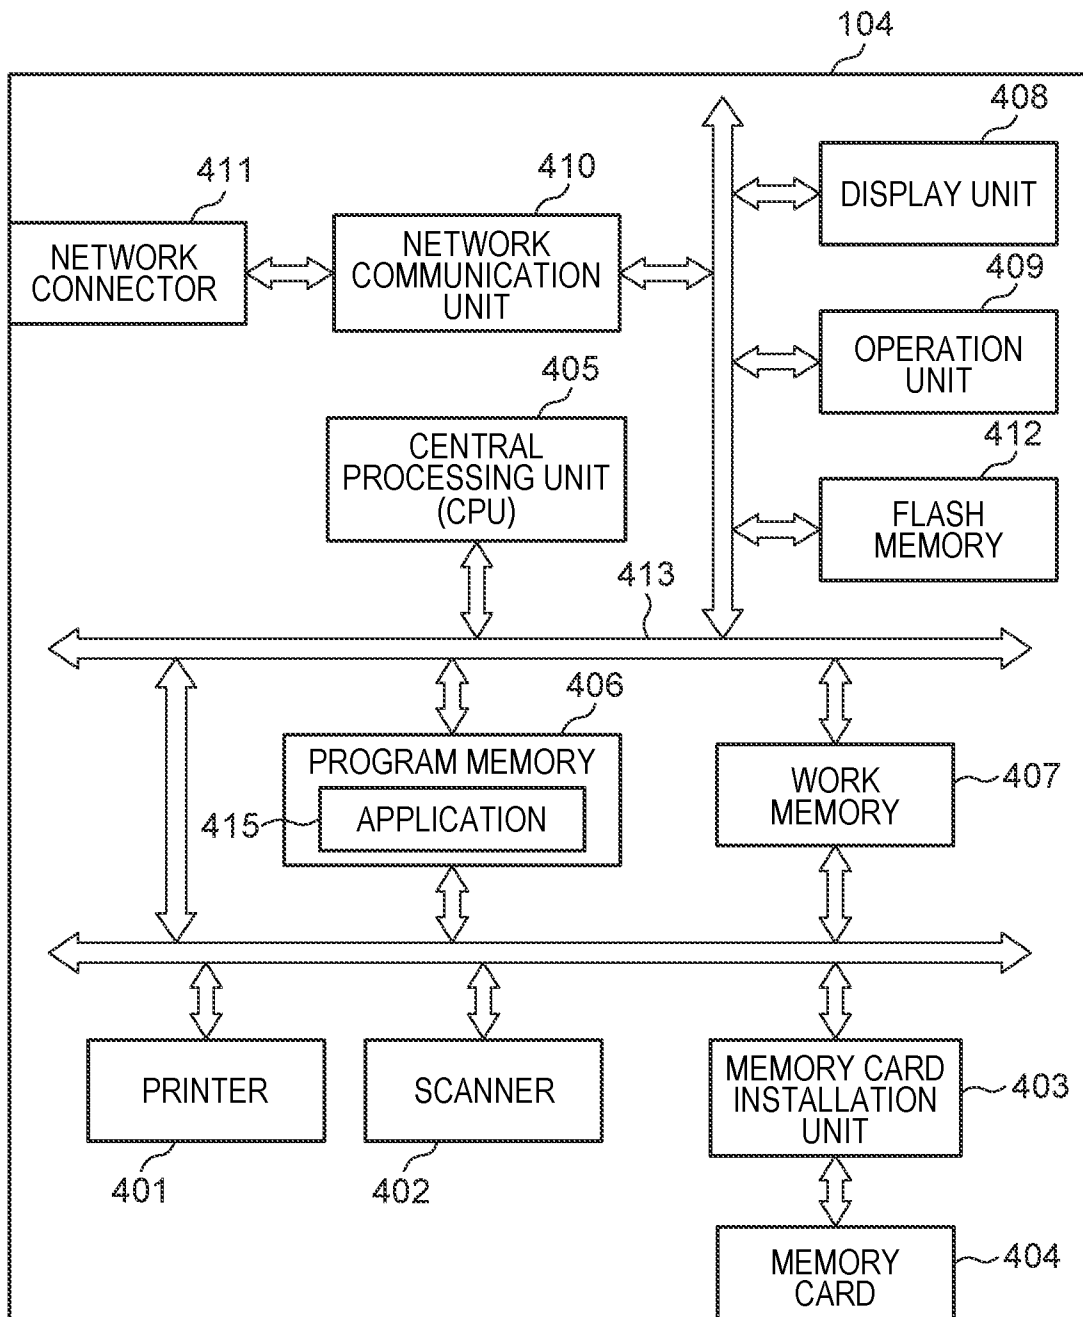 104
408
DISPLAY UNIT
411
NETWORK
CONNECTOR
410
NETWORK
COMMUNICATION
UNIT
409
OPERATION
UNIT
405
CENTRAL
PROCESSING UNIT
(CPU)
412
FLASH
MEMORY
413
406
PROGRAM MEMORY
415
APPLICATION
WORK
MEMORY
407
PRINTER
401
SCANNER
402
MEMORY CARD
INSTALLATION
UNIT
403
MEMORY
CARD
404